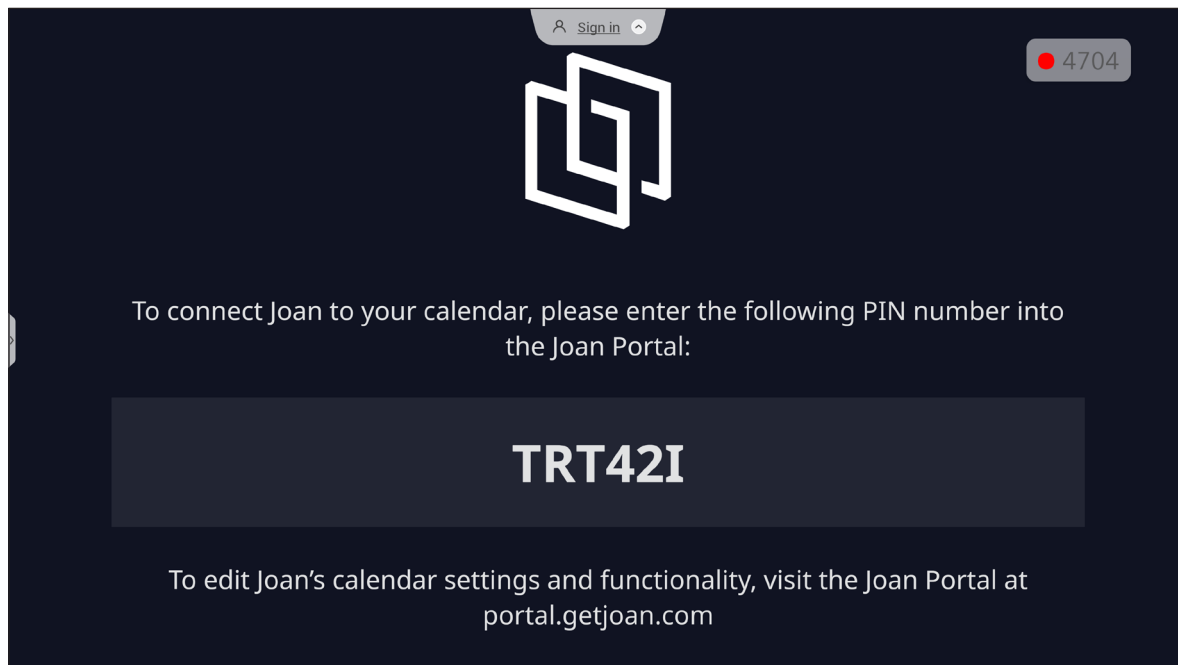 Sign in
4704
To connect Joan to your calendar, please enter the following PIN number into
the Joan Portal:
TRT42I
To edit Joan’s calendar settings and functionality, visit the Joan Portal at
portal.getjoan.com